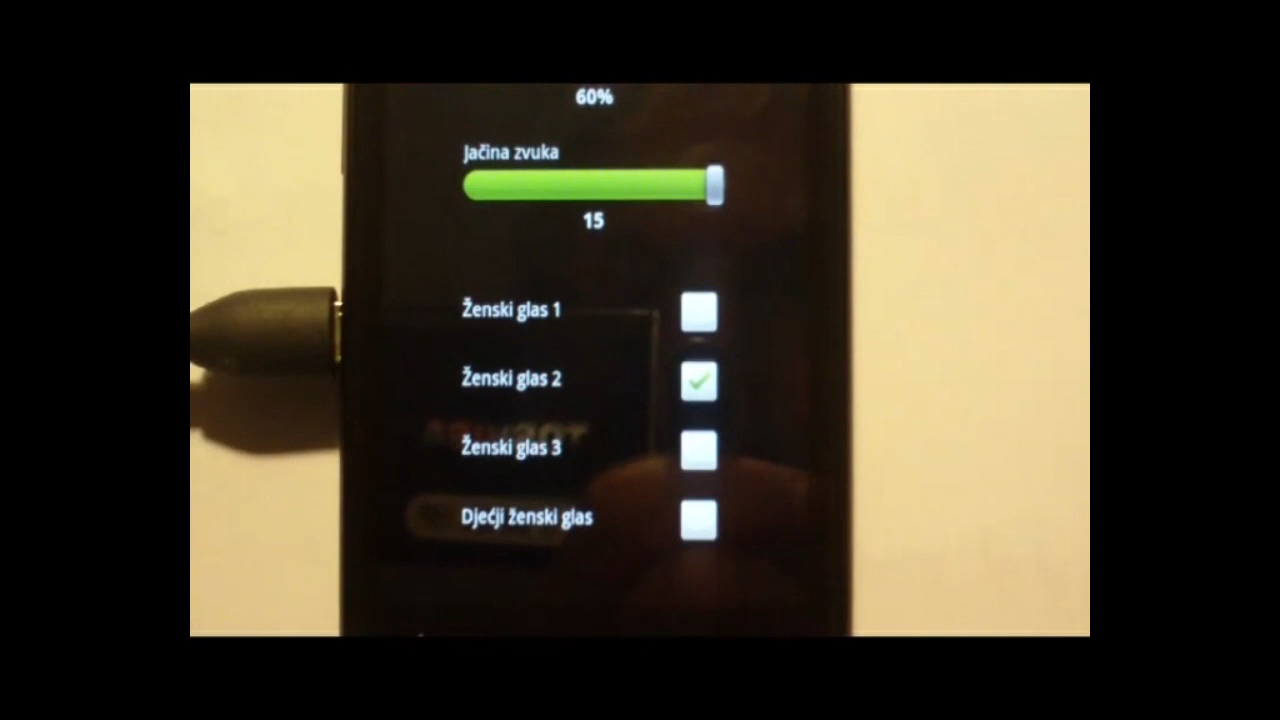 60%
Jačina zvuka
15
Ženski glas 1
Ženski glas 2
Ženski glas 3
Dječji ženski glas